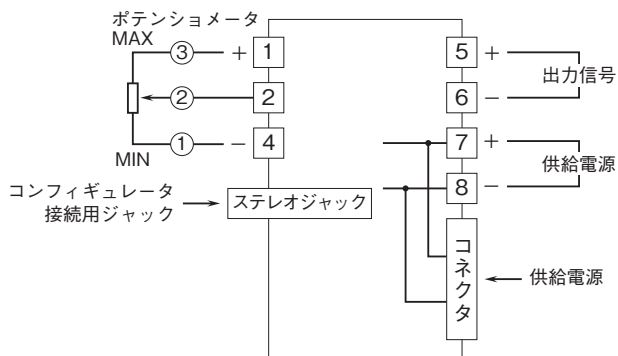 ポテンショメータ
MAX
③ + 1
② 2
① − 4
MIN
コンフィギュレータ
接続用ジャック
ステレオジャック
5 +
出力信号
6 −
7 +
供給電源
8 −
コネクタ
供給電源